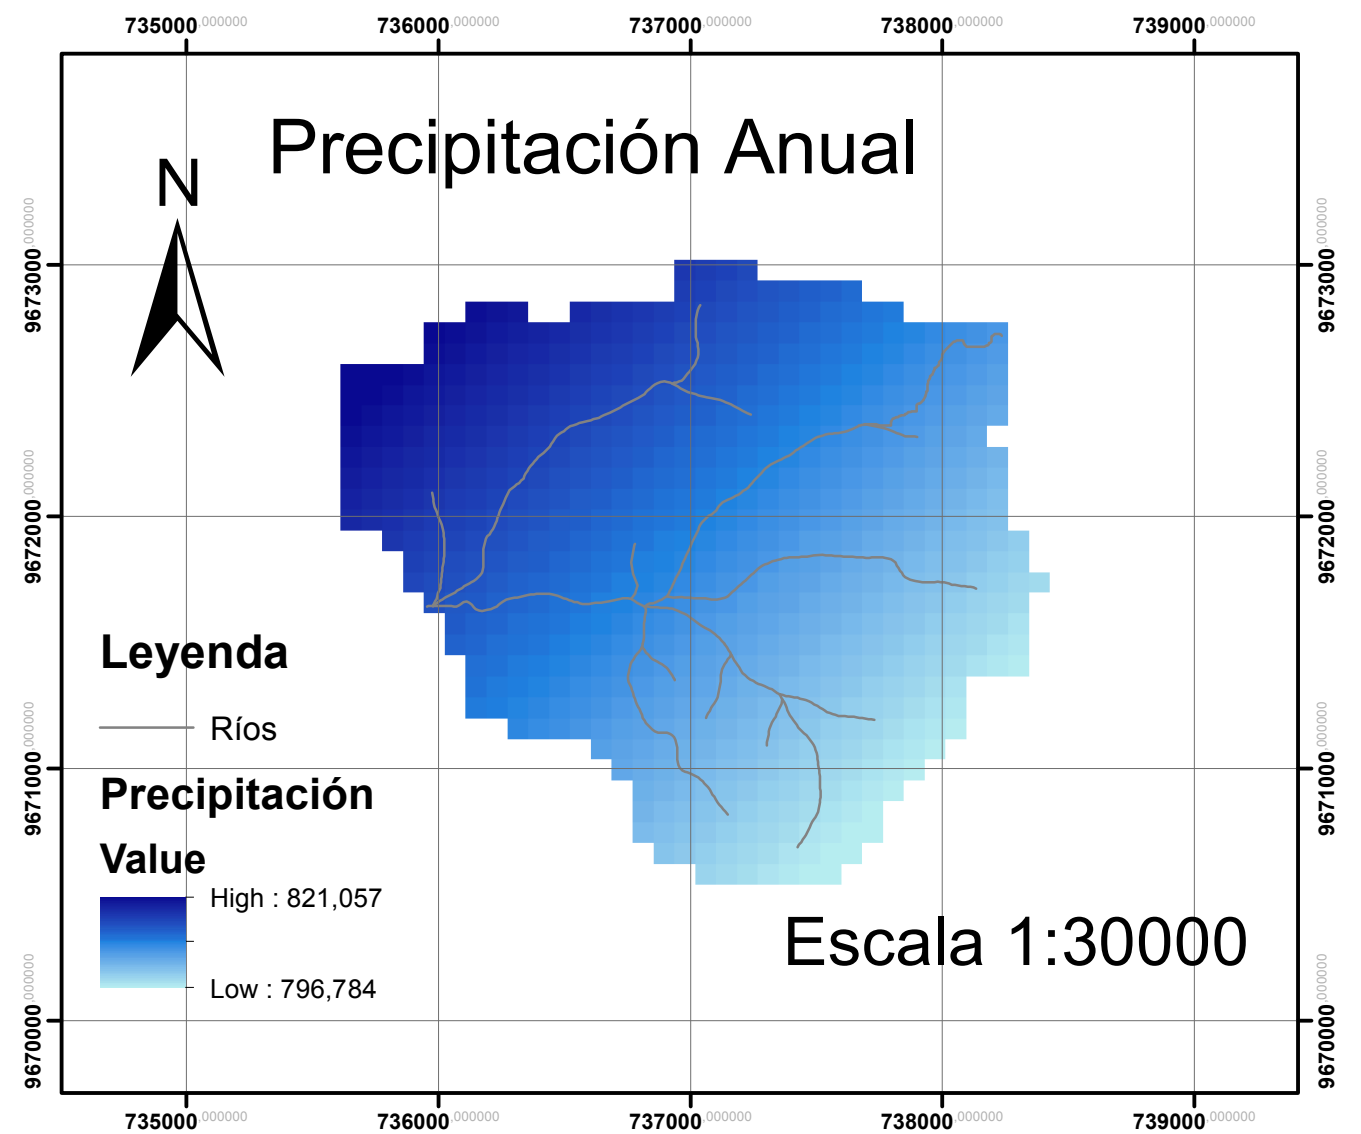 735000,000000 736000,000000 737000,000000 738000,000000 739000,000000
Precipitación Anual
N
9673000,000000
9673000,000000
9672000,000000
9672000,000000
Leyenda
Ríos
9671000,000000
9671000,000000
Precipitación
Value
High : 821,057
Low : 796,784
Escala 1:30000
9670000,000000
9670000,000000
735000,000000 736000,000000 737000,000000 738000,000000 739000,000000